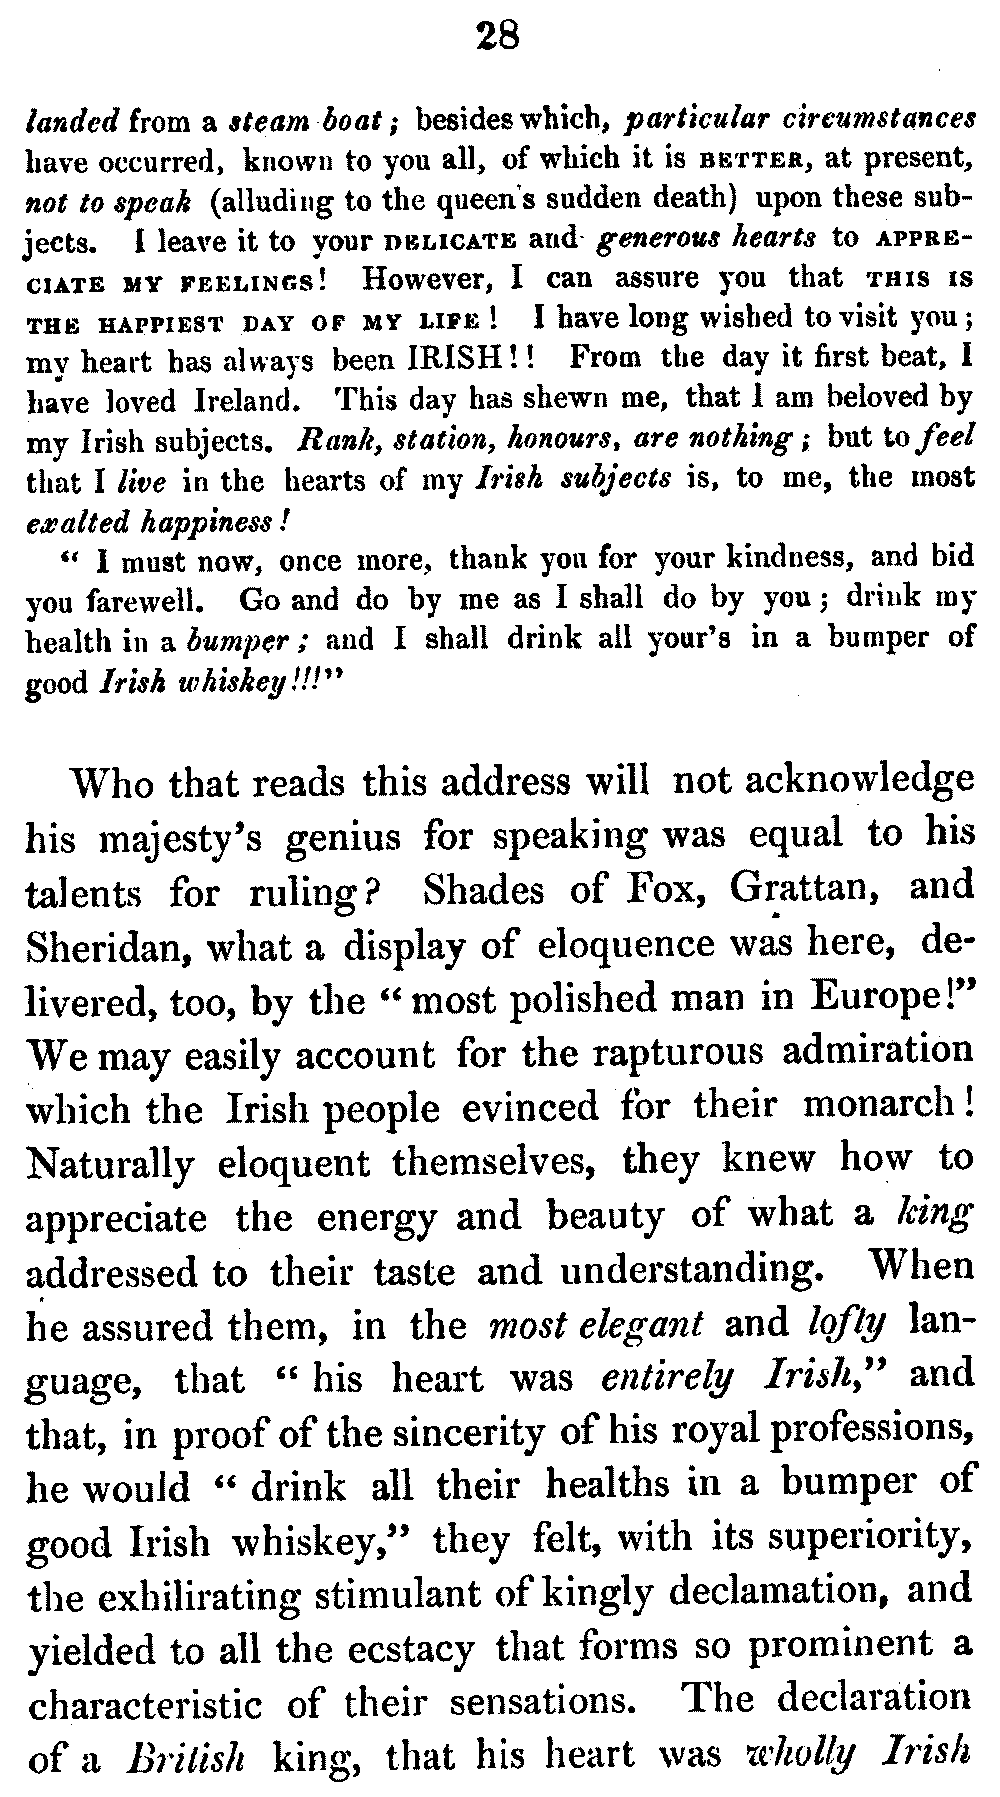 28
landed from a steam boat; besides which, particular circumstances
have occurred, known to you all, of which it is BETTER, at present,
not to speak (alluding to the queen's sudden death) upon these sub-
jects. I leave it to your DELICATE and generous hearts to APPRE-
CIATE MY FEELINGS! However, I can assure you that THIS IS
THE HAPPIEST DAY OF MY LIFE! I have long wished to visit you;
my heart has always been IRISH!! From the day it first beat, I
have loved Ireland. This day has shewn me, that I am beloved by
my Irish subjects. Rank, station, honours, are nothing; but to feel
that I live in the hearts of my Irish subjects is, to me, the most
exalted happiness!
“ I must now, once more, thank you for your kindness, and bid
you farewell. Go and do by me as I shall do by you; drink my
health in a bumper; and I shall drink all your's in a bumper of
good Irish whiskey!!!”
Who that reads this address will not acknowledge
his majesty's genius for speaking was equal to his
talents for ruling? Shades of Fox, Grattan, and
Sheridan, what a display of eloquence was here, de-
livered, too, by the “ most polished man in Europe!”
We may easily account for the rapturous admiration
which the Irish people evinced for their monarch!
Naturally eloquent themselves, they knew how to
appreciate the energy and beauty of what a king
addressed to their taste and understanding. When
he assured them, in the most elegant and lofty lan-
guage, that “ his heart was entirely Irish,” and
that, in proof of the sincerity of his royal professions,
he would “ drink all their healths in a bumper of
good Irish whiskey,” they felt, with its superiority,
the exhilirating stimulant of kingly declamation, and
yielded to all the ecstacy that forms so prominent a
characteristic of their sensations. The declaration
of a British king, that his heart was wholly Irish